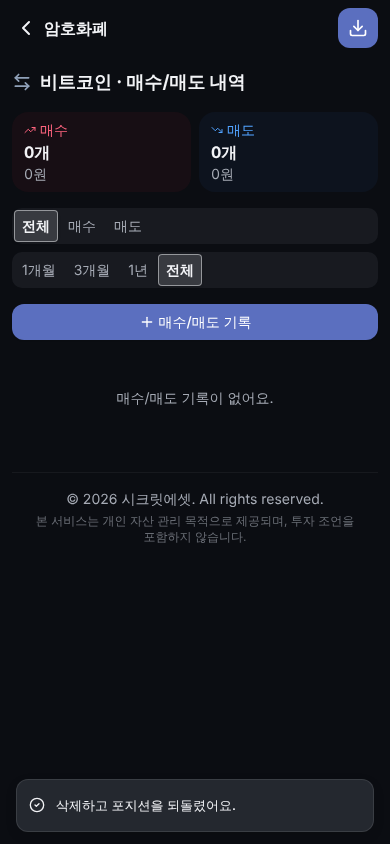 암호화폐
비트코인 · 매수/매도 내역
매수
0개
0원
매도
0개
0원
전체 매수 매도
1개월 3개월 1년 전체
+ 매수/매도 기록
매수/매도 기록이 없어요.
© 2026 시크릿에셋. All rights reserved.
본 서비스는 개인 자산 관리 목적으로 제공되며, 투자 조언을
포함하지 않습니다.
삭제하고 포지션을 되돌렸어요.